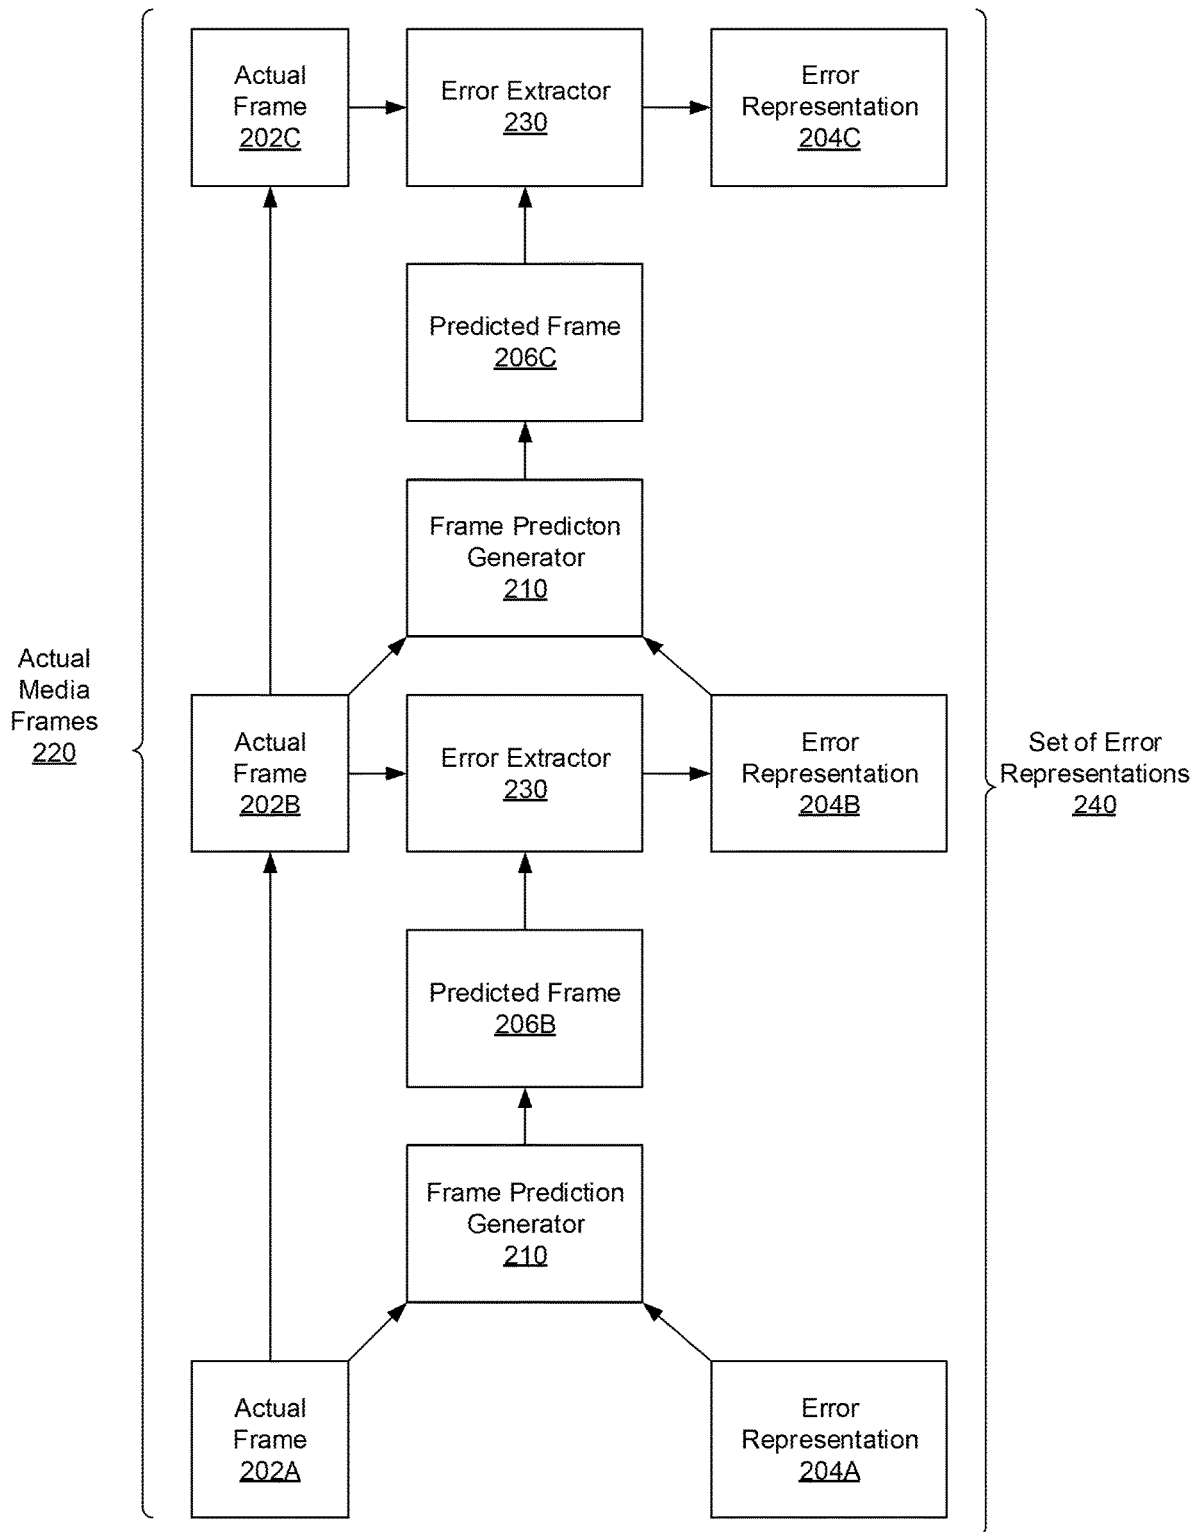 Actual
Frame
202C
Error Extractor
230
Error
Representation
204C
Predicted Frame
206C
Frame Predicton
Generator
210
Actual
Media
Frames
220
Actual
Frame
202B
Error Extractor
230
Error
Representation
204B
Set of Error
Representations
240
Predicted Frame
206B
Frame Prediction
Generator
210
Actual
Frame
202A
Error
Representation
204A